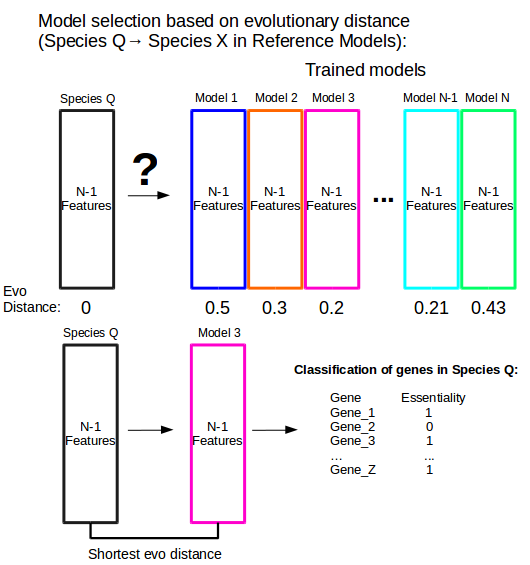 Model selection based on evolutionary distance
(Species Q→ Species X in Reference Models):
Trained models
Species Q
Model 1
Model 2
Model 3
Model N-1
Model N
?
N-1
Features
N-1
Features
N-1
Features
N-1
Features
...
N-1
Features
N-1
Features
Evo
Distance:
0
0.5
0.3
0.2
0.21
0.43
Species Q
Model 3
N-1
Features
N-1
Features
Classification of genes in Species Q:
Gene Essentiality
Gene_1 1
Gene_2 0
Gene_3 1
... ...
Gene_Z 1
Shortest evo distance